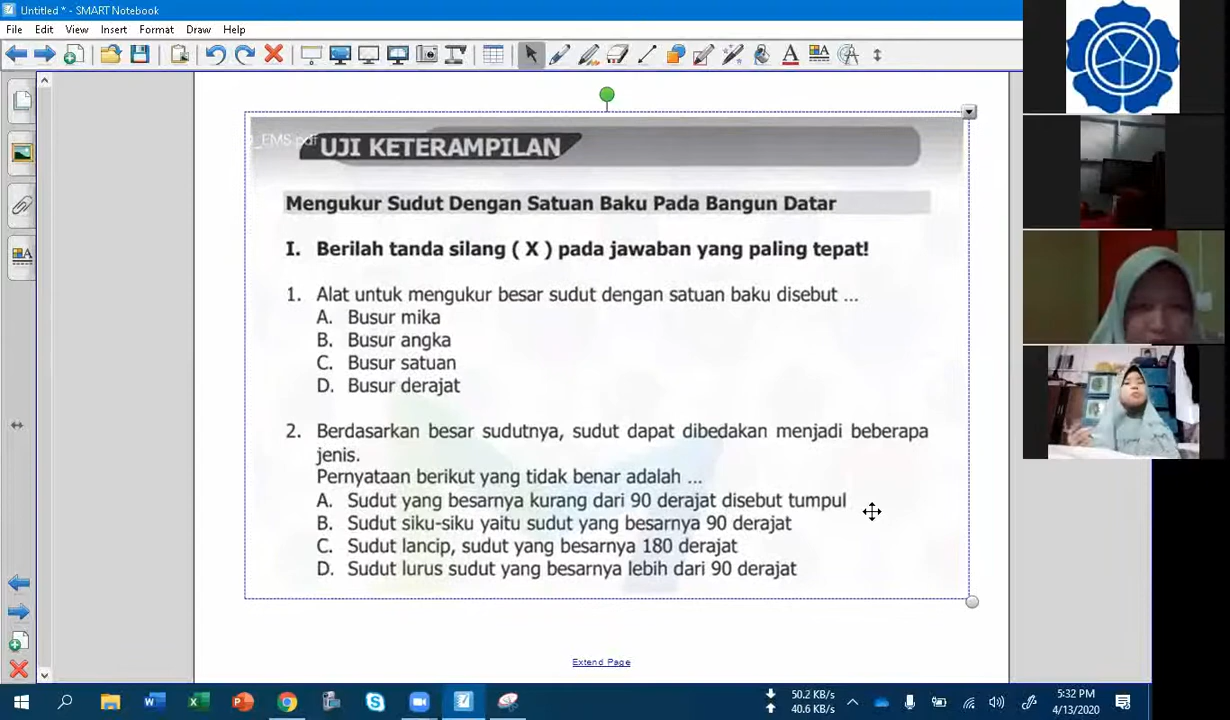 Untitled * - SMART Notebook
File Edit View Insert Format Draw Help
_EMS pdf
UJI KETERAMPILAN
Mengukur Sudut Dengan Satuan Baku Pada Bangun Datar
I. Berilah tanda silang ( X ) pada jawaban yang paling tepat!
1. Alat untuk mengukur besar sudut dengan satuan baku disebut ...
A. Busur mika
B. Busur angka
C. Busur satuan
D. Busur derajat
2. Berdasarkan besar sudutnya, sudut dapat dibedakan menjadi beberapa
jenis.
Pernyataan berikut yang tidak benar adalah ...
A. Sudut yang besarnya kurang dari 90 derajat disebut tumpul
B. Sudut siku-siku yaitu sudut yang besarnya 90 derajat
C. Sudut lancip, sudut yang besarnya 180 derajat
D. Sudut lurus sudut yang besarnya lebih dari 90 derajat
Extend Page
50.2 KB/s
40.6 KB/s
5:32 PM
4/13/2020